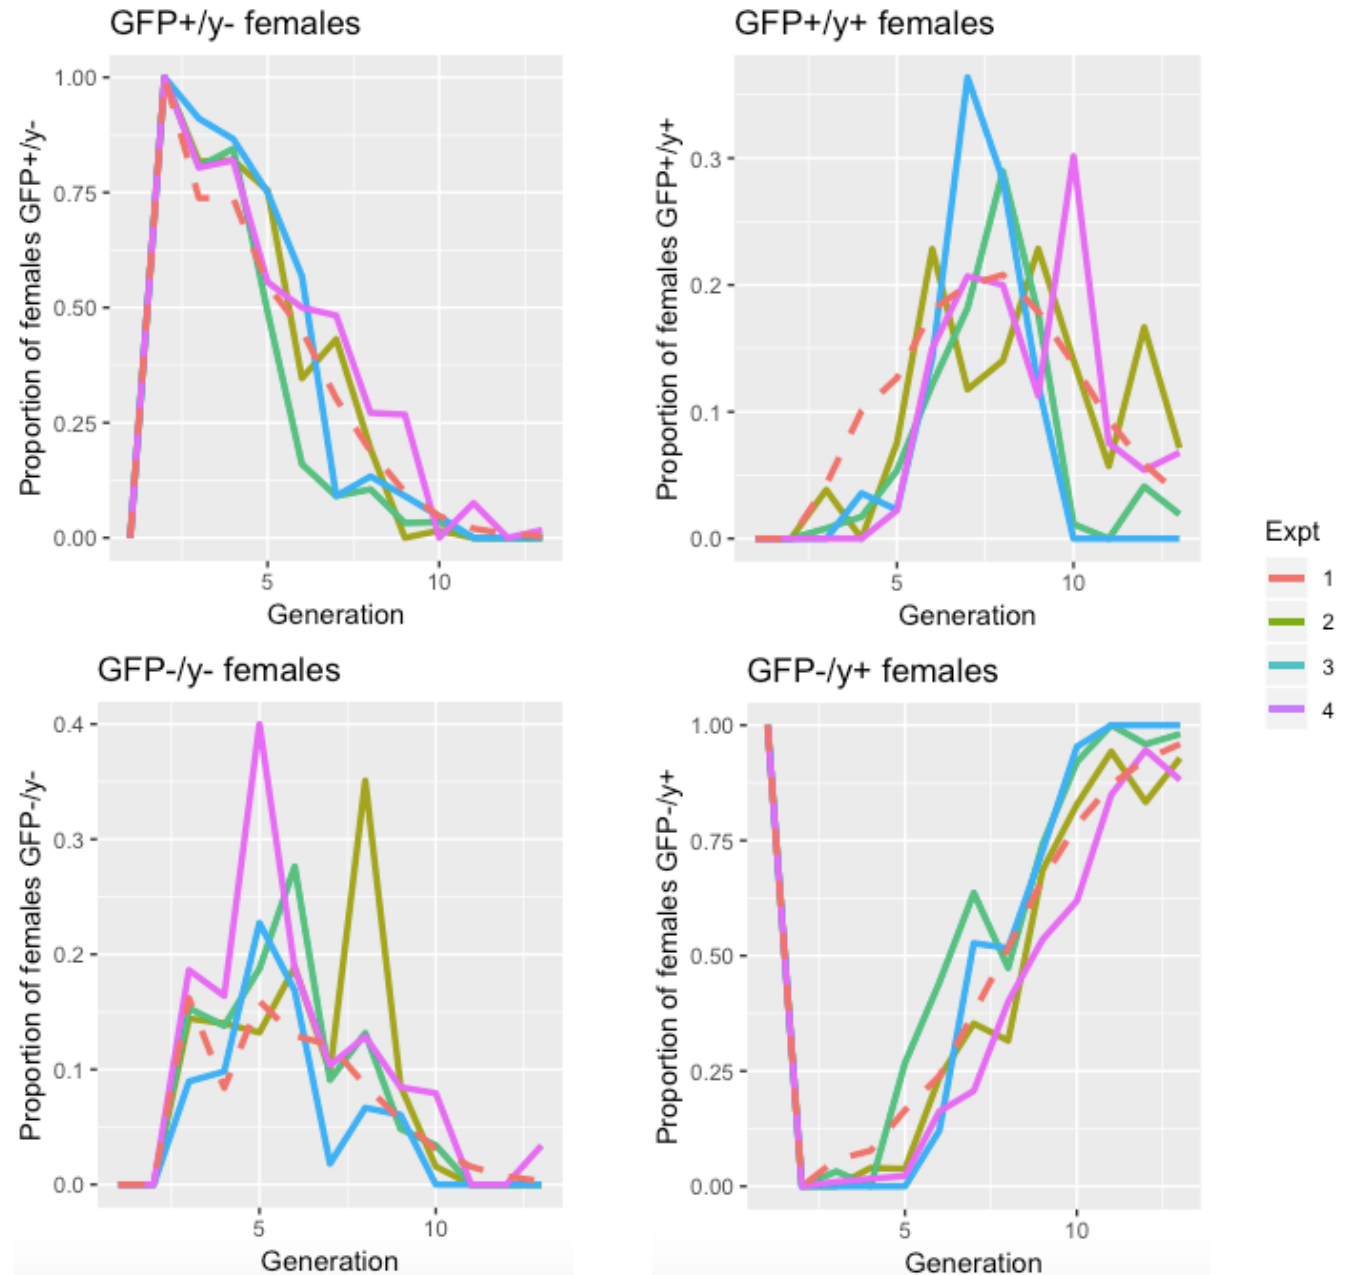 GFP+/y- females
Proportion of females GFP+/y-
1.00
0.75
0.50
0.25
0.00
5 10
Generation
GFP+/y+ females
Proportion of females GFP+/y+
0.3
0.2
0.1
0.0
5 10
Generation
GFP-/y- females
Proportion of females GFP-/y-
0.4
0.3
0.2
0.1
0.0
5 10
Generation
GFP-/y+ females
Proportion of females GFP-/y+
1.00
0.75
0.50
0.25
0.00
5 10
Generation
Expt
1
2
3
4